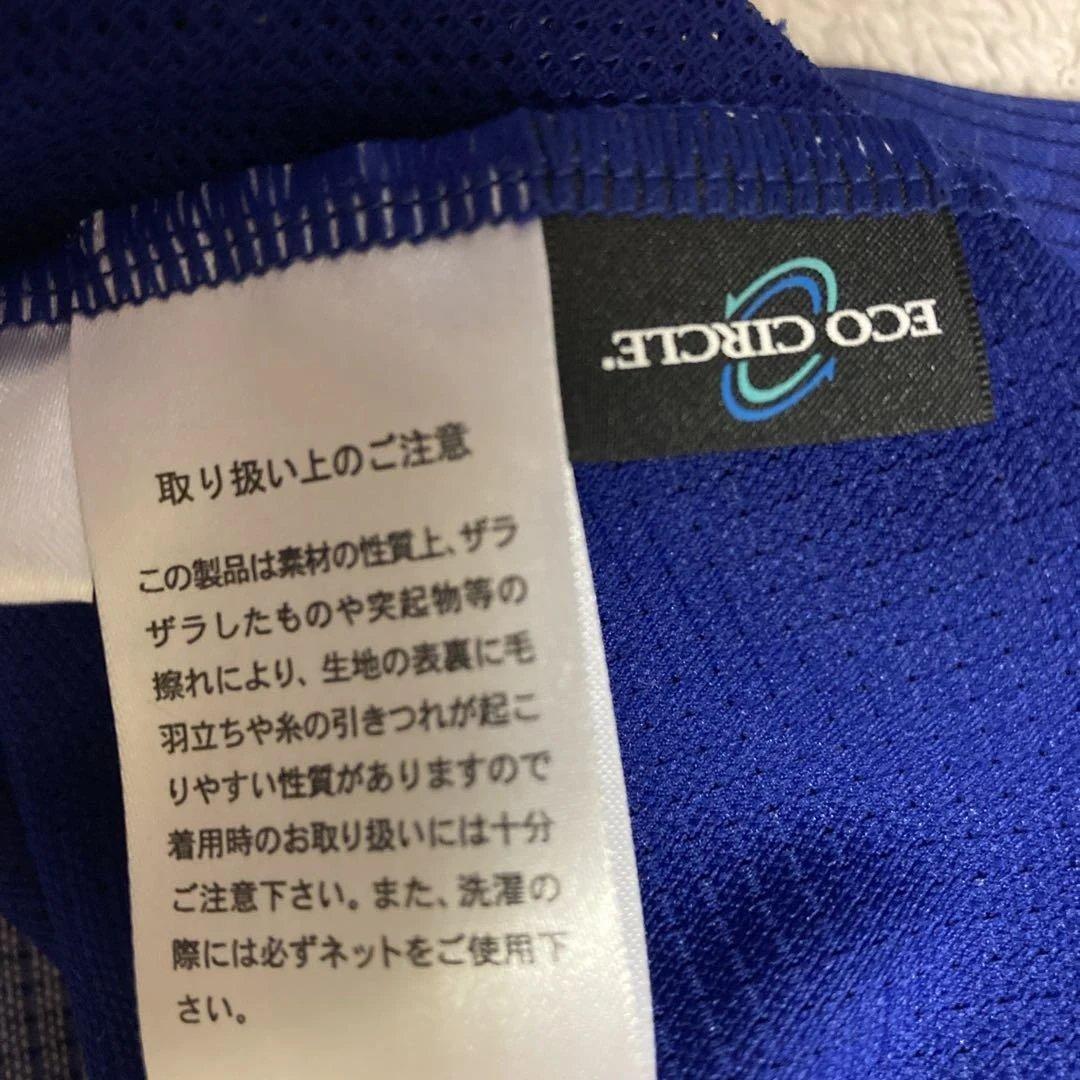 ECO CIRCLE®
取り扱い上のご注意
この製品は素材の性質上、ザラ
ザラしたものや突起物等の
擦れにより、生地の表裏に毛
羽立ちや糸の引きつれが起こ
りやすい性質がありますので
着用時のお取り扱いには十分
ご注意下さい。また、洗濯の
際には必ずネットをご使用下
さい。